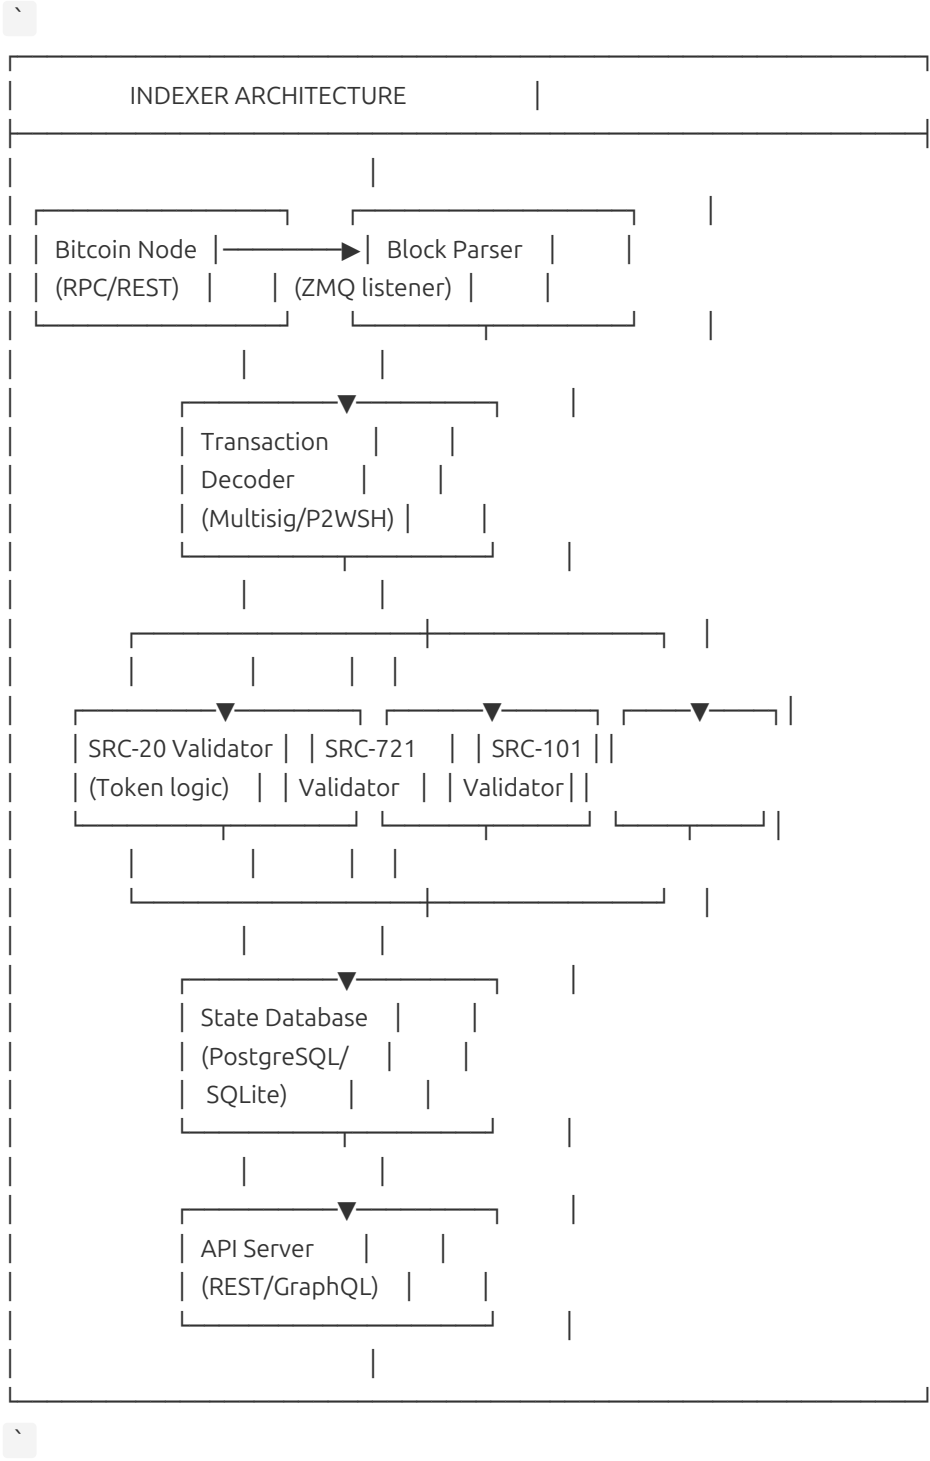 `
INDEXER ARCHITECTURE
Bitcoin Node Block Parser
(RPC/REST) (ZMQ listener)
Transaction
Decoder
(Multisig/P2WSH)
SRC-20 Validator SRC-721 SRC-101
(Token logic) Validator Validator
State Database
(PostgreSQL/
SQLite)
API Server
(REST/GraphQL)
`